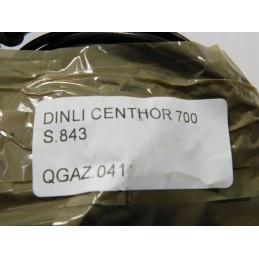 DINLI CENTHOR 700
S.843
QGAZ.041